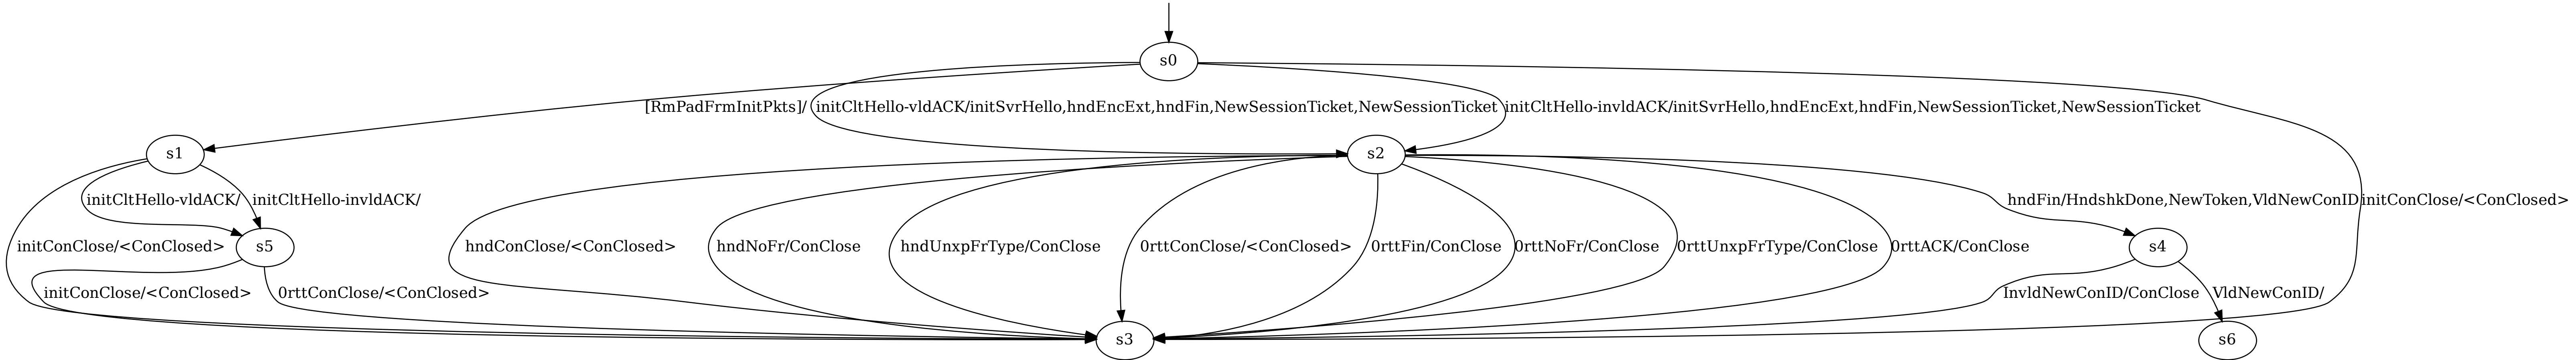 s0
[RmPadFrmInitPkts]/
initCltHello-vldACK/initSvrHello,hndEncExt,hndFin,NewSessionTicket,NewSessionTicket
initCltHello-invldACK/initSvrHello,hndEncExt,hndFin,NewSessionTicket,NewSessionTicket
s1
s2
initCltHello-vldACK/
initCltHello-invldACK/
hndFin/HndshkDone,NewToken,VldNewConID
initConClose/<ConClosed>
initConClose/<ConClosed>
s5
hndConClose/<ConClosed>
hndNoFr/ConClose
hndUnxpFrType/ConClose
0rttConClose/<ConClosed>
0rttFin/ConClose
0rttNoFr/ConClose
0rttUnxpFrType/ConClose
0rttACK/ConClose
s4
initConClose/<ConClosed>
0rttConClose/<ConClosed>
InvldNewConID/ConClose
VldNewConID/
s3
s6